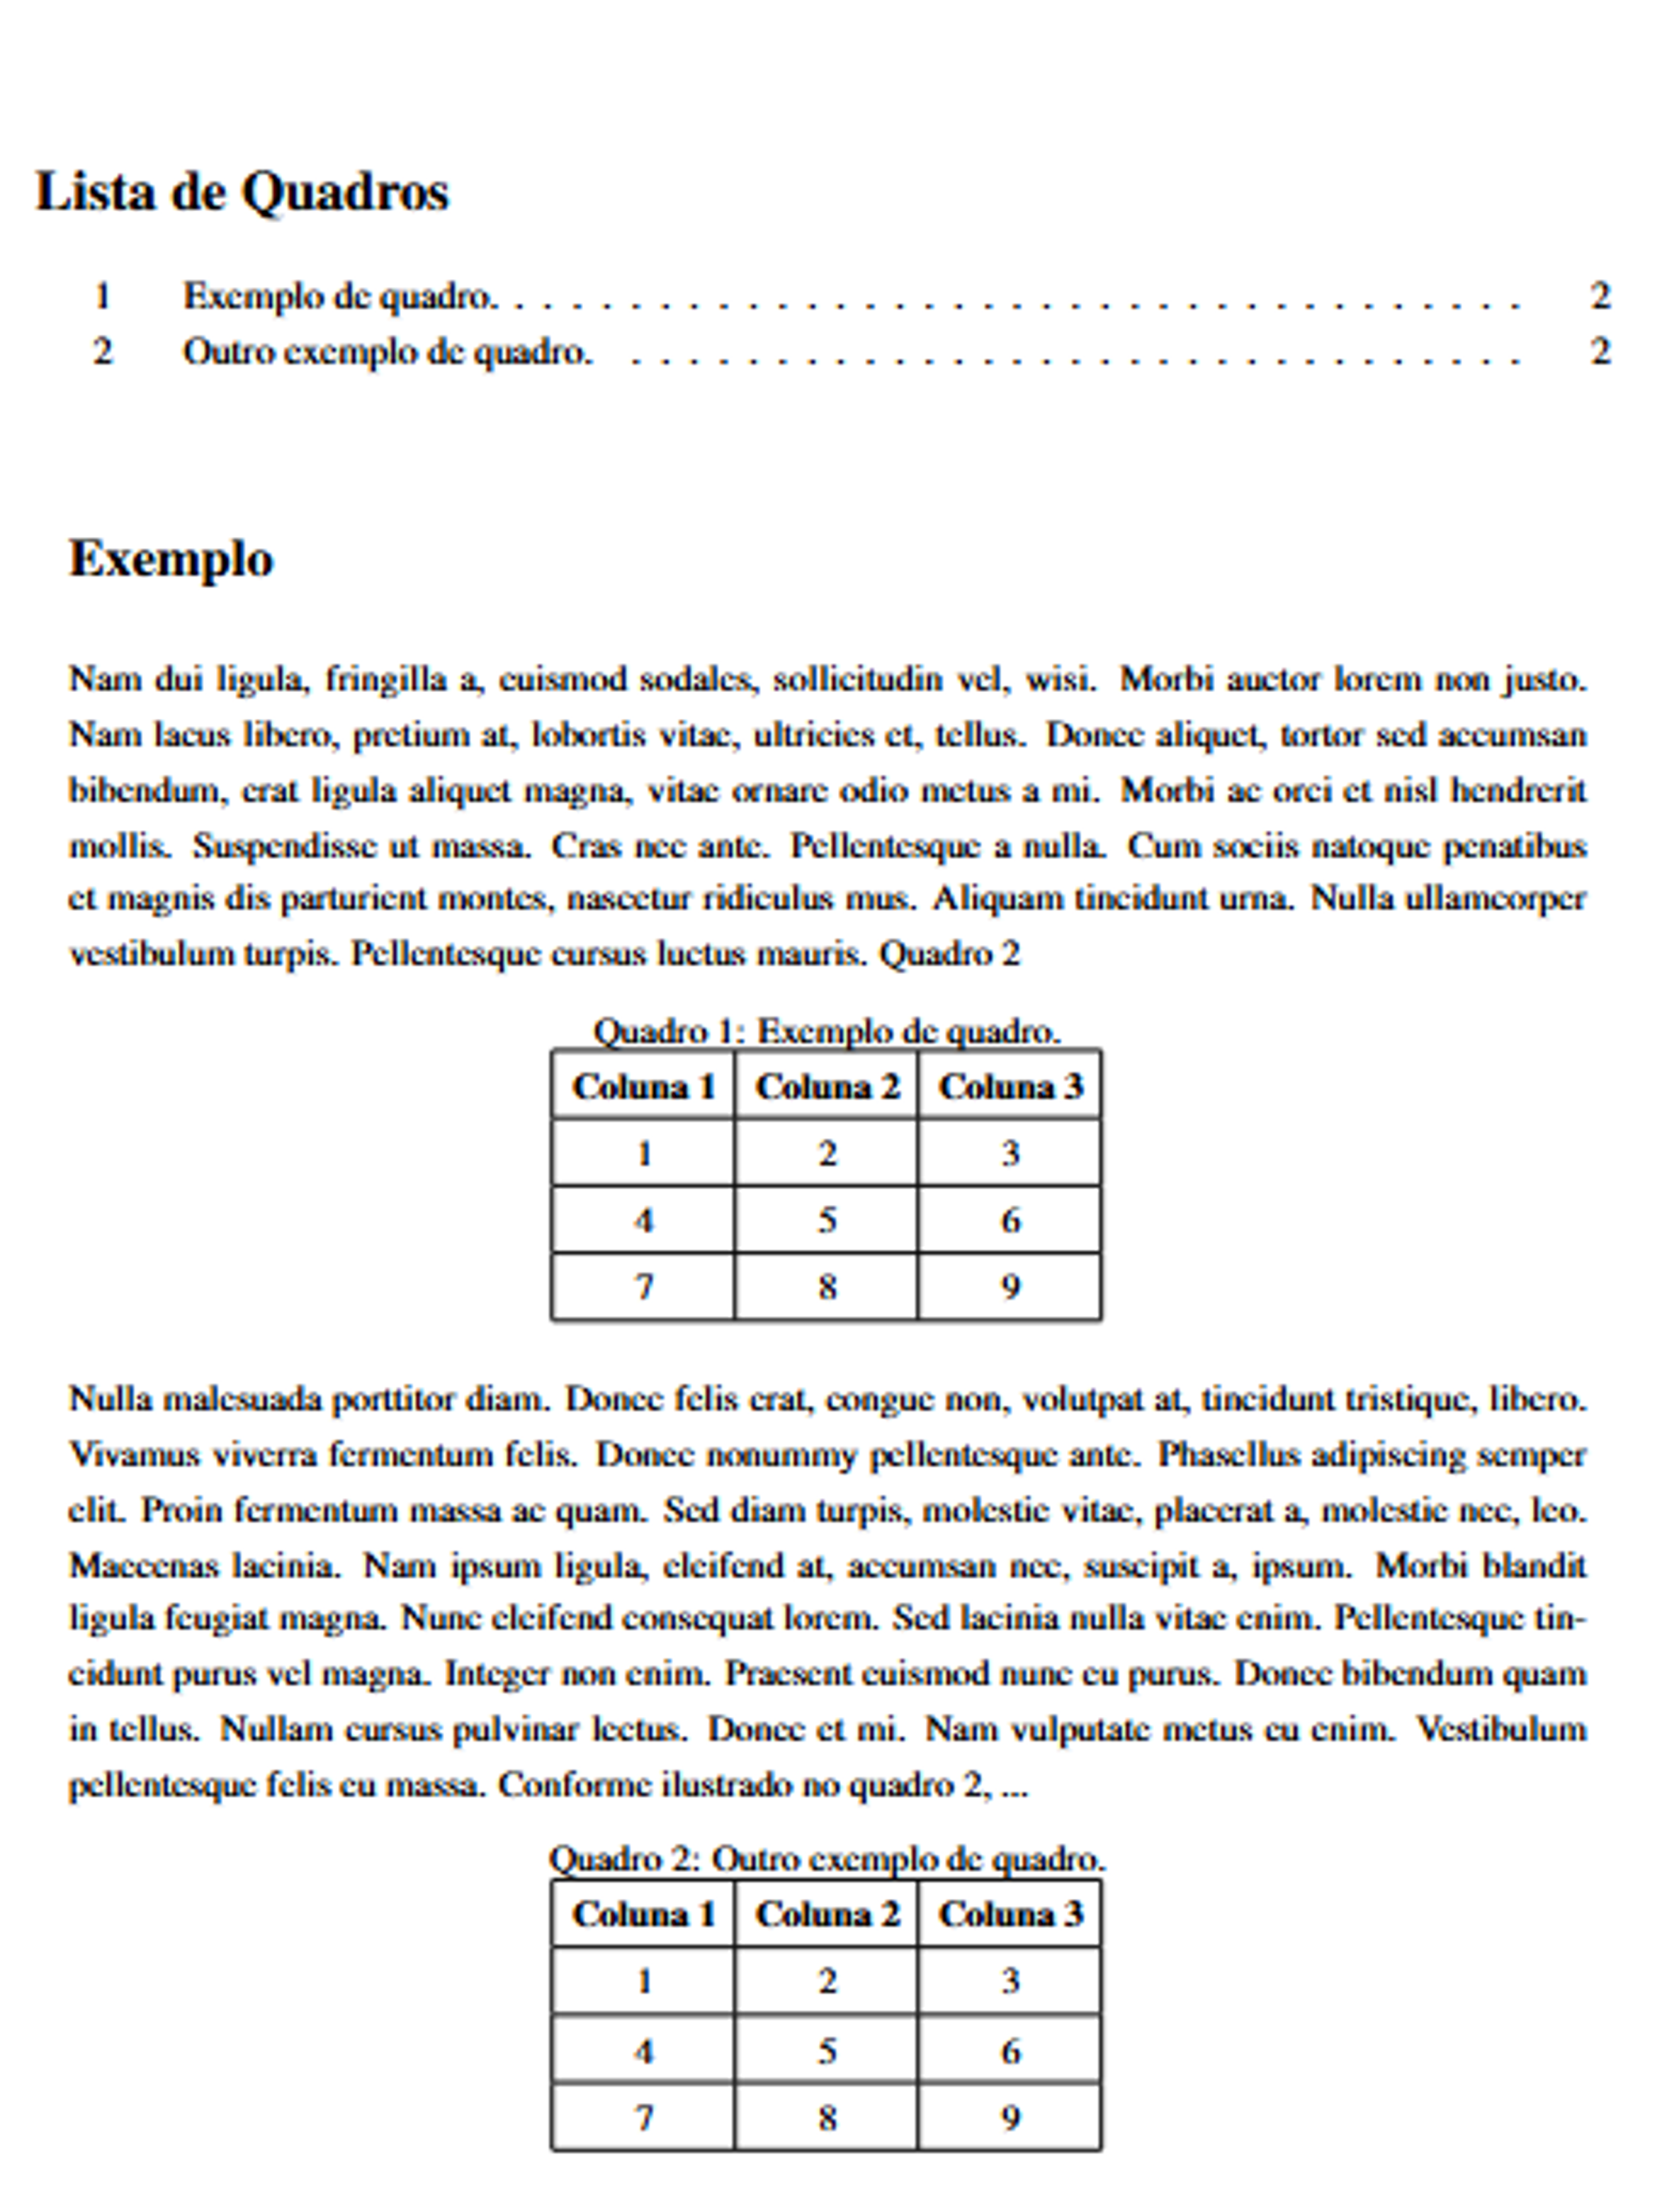 Lista de Quadros
1 Exemplo de quadro. . . . . . . . . . . . . . . . . . . . . . . . . . . . . . . . . . . . 2
2 Outro exemplo de quadro. . . . . . . . . . . . . . . . . . . . . . . . . . . . . . . . 2
Exemplo
Nam dui ligula, fringilla a, euismod sodales, sollicitudin vel, wisi. Morbi auctor lorem non justo.
Nam lacus libero, pretium at, lobortis vitae, ultricies et, tellus. Donec aliquet, tortor sed accumsan
bibendum, erat ligula aliquet magna, vitae ornare odio metus a mi. Morbi ac orci et nisl hendrerit
mollis. Suspendisse ut massa. Cras nec ante. Pellentesque a nulla. Cum sociis natoque penatibus
et magnis dis parturient montes, nascetur ridiculus mus. Aliquam tincidunt urna. Nulla ullamcorper
vestibulum turpis. Pellentesque cursus luctus mauris. Quadro 2
Quadro 1: Exemplo de quadro.
Coluna 1 Coluna 2 Coluna 3
1 2 3
4 5 6
7 8 9
Nulla malesuada porttitor diam. Donec felis erat, congue non, volutpat at, tincidunt tristique, libero.
Vivamus viverra fermentum felis. Donec nonummy pellentesque ante. Phasellus adipiscing semper
elit. Proin fermentum massa ac quam. Sed diam turpis, molestie vitae, placerat a, molestie nec, leo.
Maecenas lacinia. Nam ipsum ligula, eleifend at, accumsan nec, suscipit a, ipsum. Morbi blandit
ligula feugiat magna. Nunc eleifend consequat lorem. Sed lacinia nulla vitae enim. Pellentesque tin-
cidunt purus vel magna. Integer non enim. Praesent euismod nunc eu purus. Donec bibendum quam
in tellus. Nullam cursus pulvinar lectus. Donec et mi. Nam vulputate metus eu enim. Vestibulum
pellentesque felis eu massa. Conforme ilustrado no quadro 2, ...
Quadro 2: Outro exemplo de quadro.
Coluna 1 Coluna 2 Coluna 3
1 2 3
4 5 6
7 8 9